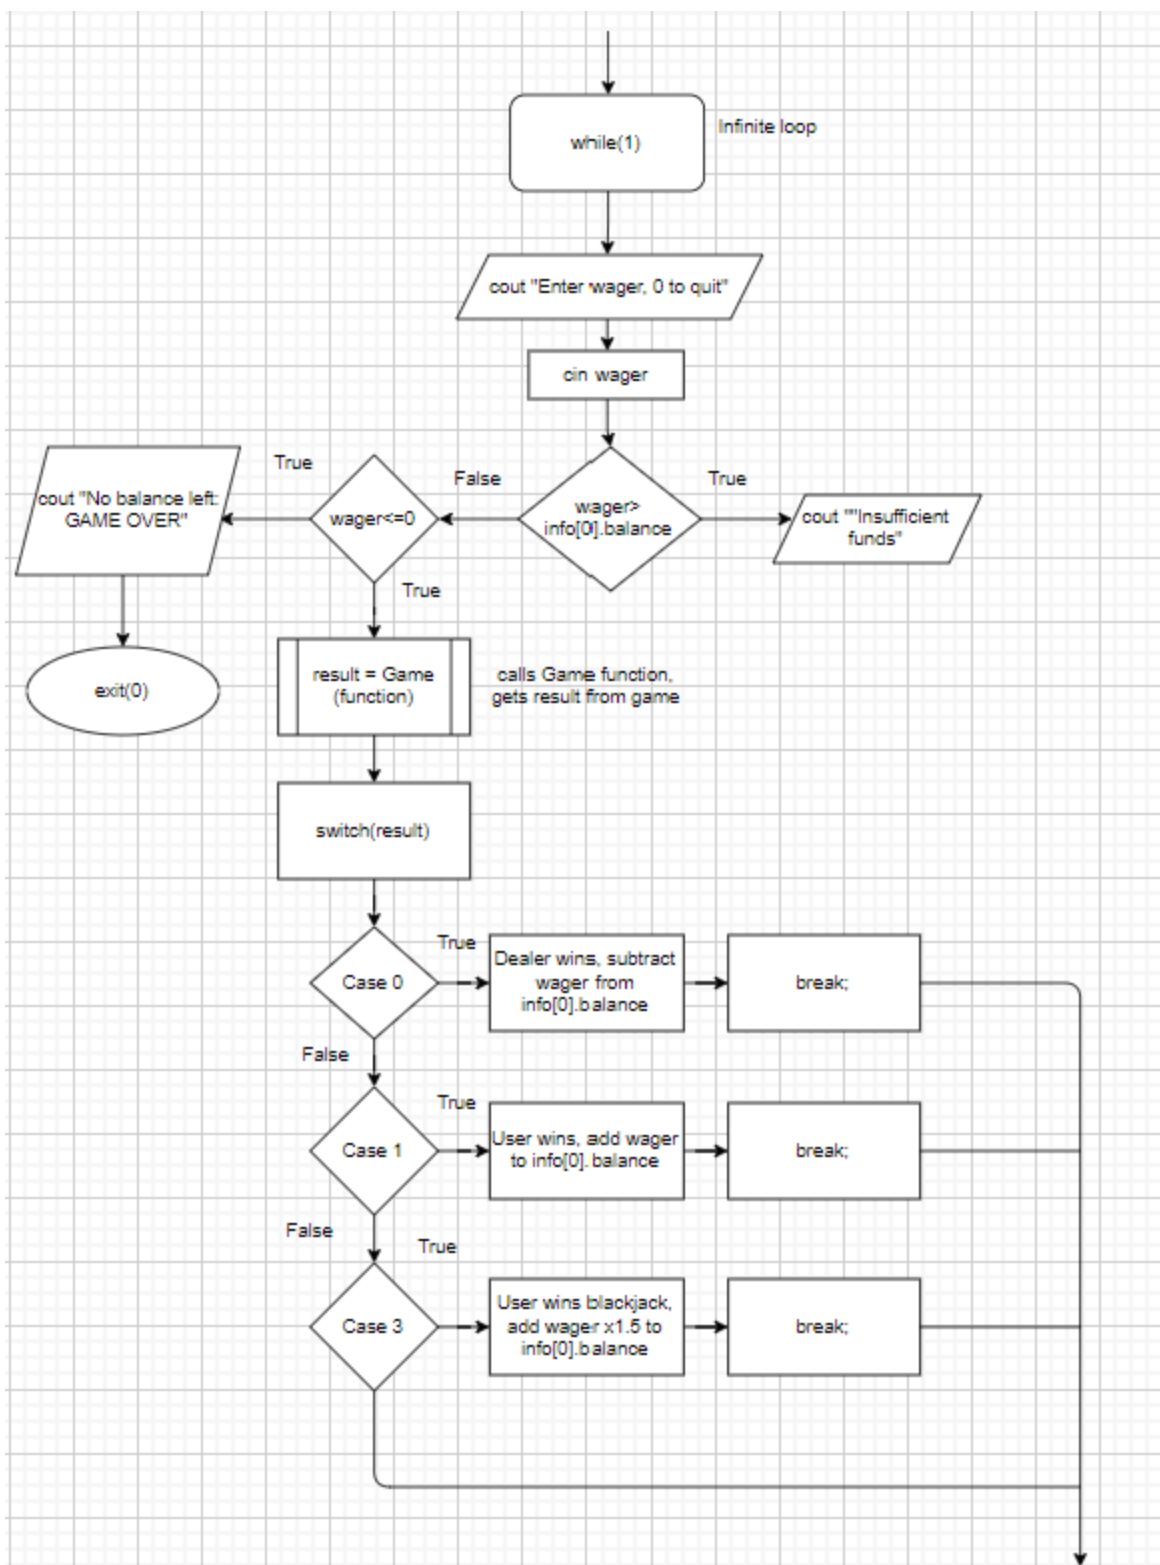 while(1)
Infinite loop
cout "Enter wager, 0 to quit"
cin wager
True
False
True
cout "No balance left:
GAME OVER"
wager<=0
wager>
info[0].balance
cout ""Insufficient
funds"
True
exit(0)
result = Game
(function)
calls Game function,
gets result from game
switch(result)
Case 0
True
Dealer wins, subtract
wager from
info[0].balance
break;
False
Case 1
True
User wins, add wager
to info[0].balance
break;
False
True
Case 3
User wins blackjack,
add wager x1.5 to
info[0].balance
break;